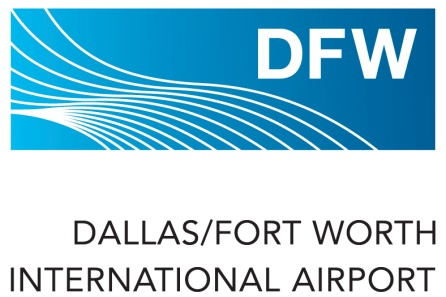 DFW
DALLAS/FORT WORTH
INTERNATIONAL AIRPORT